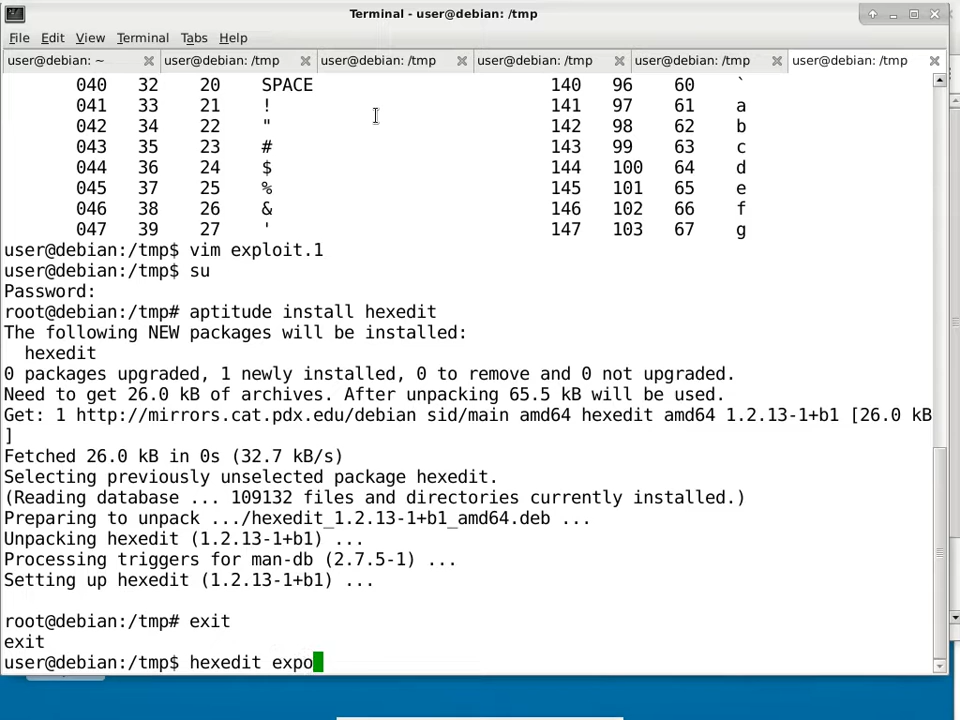 Terminal - user@debian: /tmp
File Edit View Terminal Tabs Help
user@debian: ~ user@debian: /tmp user@debian: /tmp user@debian: /tmp user@debian: /tmp user@debian: /tmp
040 32 20 SPACE 140 96 60 `
041 33 21 ! 141 97 61 a
042 34 22 " 142 98 62 b
043 35 23 # 143 99 63 c
044 36 24 $ 144 100 64 d
045 37 25 % 145 101 65 e
046 38 26 & 146 102 66 f
047 39 27 ' 147 103 67 g
user@debian:/tmp$ vim exploit.1
user@debian:/tmp$ su
Password:
root@debian:/tmp# aptitude install hexedit
The following NEW packages will be installed:
hexedit
0 packages upgraded, 1 newly installed, 0 to remove and 0 not upgraded.
Need to get 26.0 kB of archives. After unpacking 65.5 kB will be used.
Get: 1 http://mirrors.cat.pdx.edu/debian sid/main amd64 hexedit amd64 1.2.13-1+b1 [26.0 kB
]
Fetched 26.0 kB in 0s (32.7 kB/s)
Selecting previously unselected package hexedit.
(Reading database ... 109132 files and directories currently installed.)
Preparing to unpack .../hexedit_1.2.13-1+b1_amd64.deb ...
Unpacking hexedit (1.2.13-1+b1) ...
Processing triggers for man-db (2.7.5-1) ...
Setting up hexedit (1.2.13-1+b1) ...
root@debian:/tmp# exit
exit
user@debian:/tmp$ hexedit expo